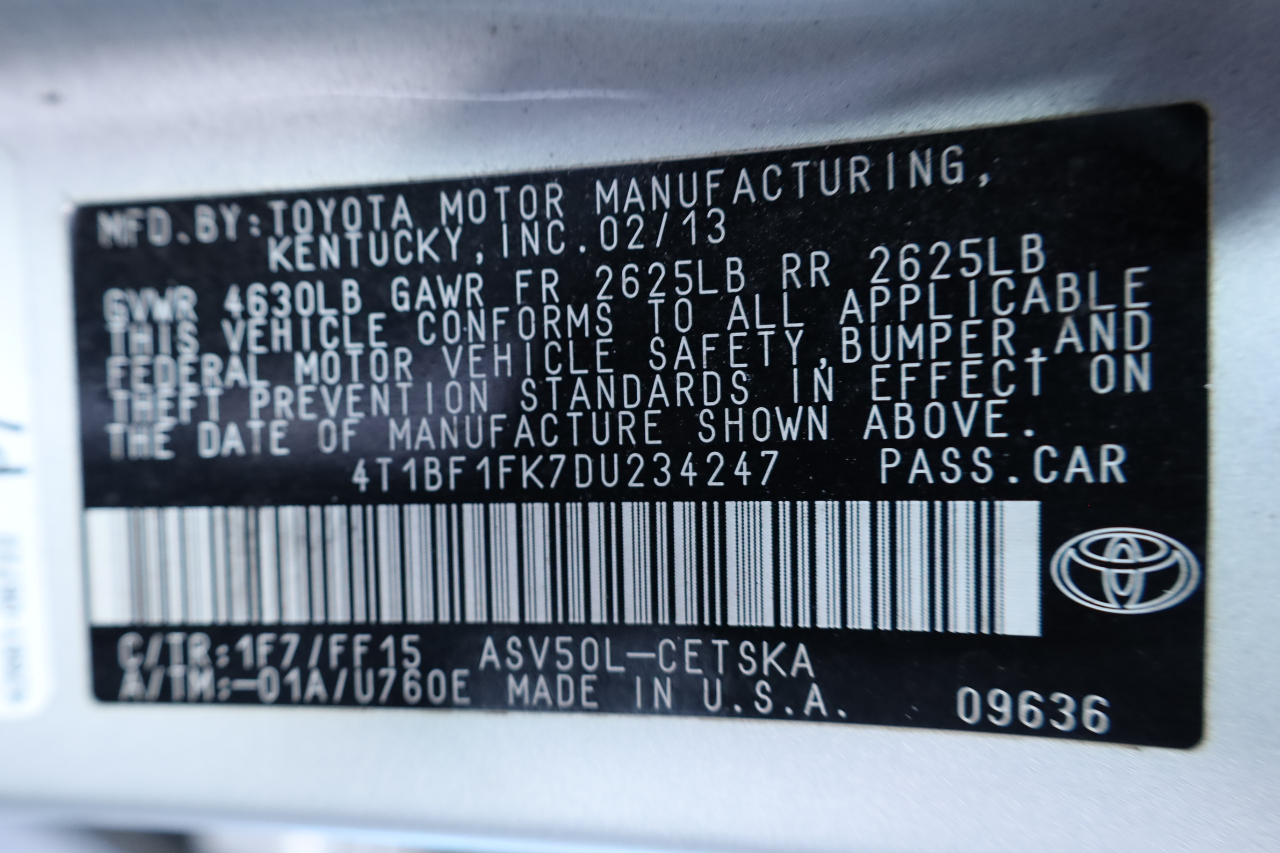 MFD.BY:TOYOTA MOTOR MANUFACTURING,
KENTUCKY,INC.02/13
GVWR 4630LB GAWR FR 2625LB RR 2625LB
THIS VEHICLE CONFORMS TO ALL APPLICABLE
FEDERAL MOTOR VEHICLE SAFETY,BUMPER,AND
THEFT PREVENTION STANDARDS IN EFFECT ON
THE DATE OF MANUFACTURE SHOWN ABOVE.
4T1BF1FK7DU234247 PASS.CAR
C/TR:1F7/FF15 ASV50L-CETSKA
A/TM:-01A/U760E MADE IN U.S.A.
09636